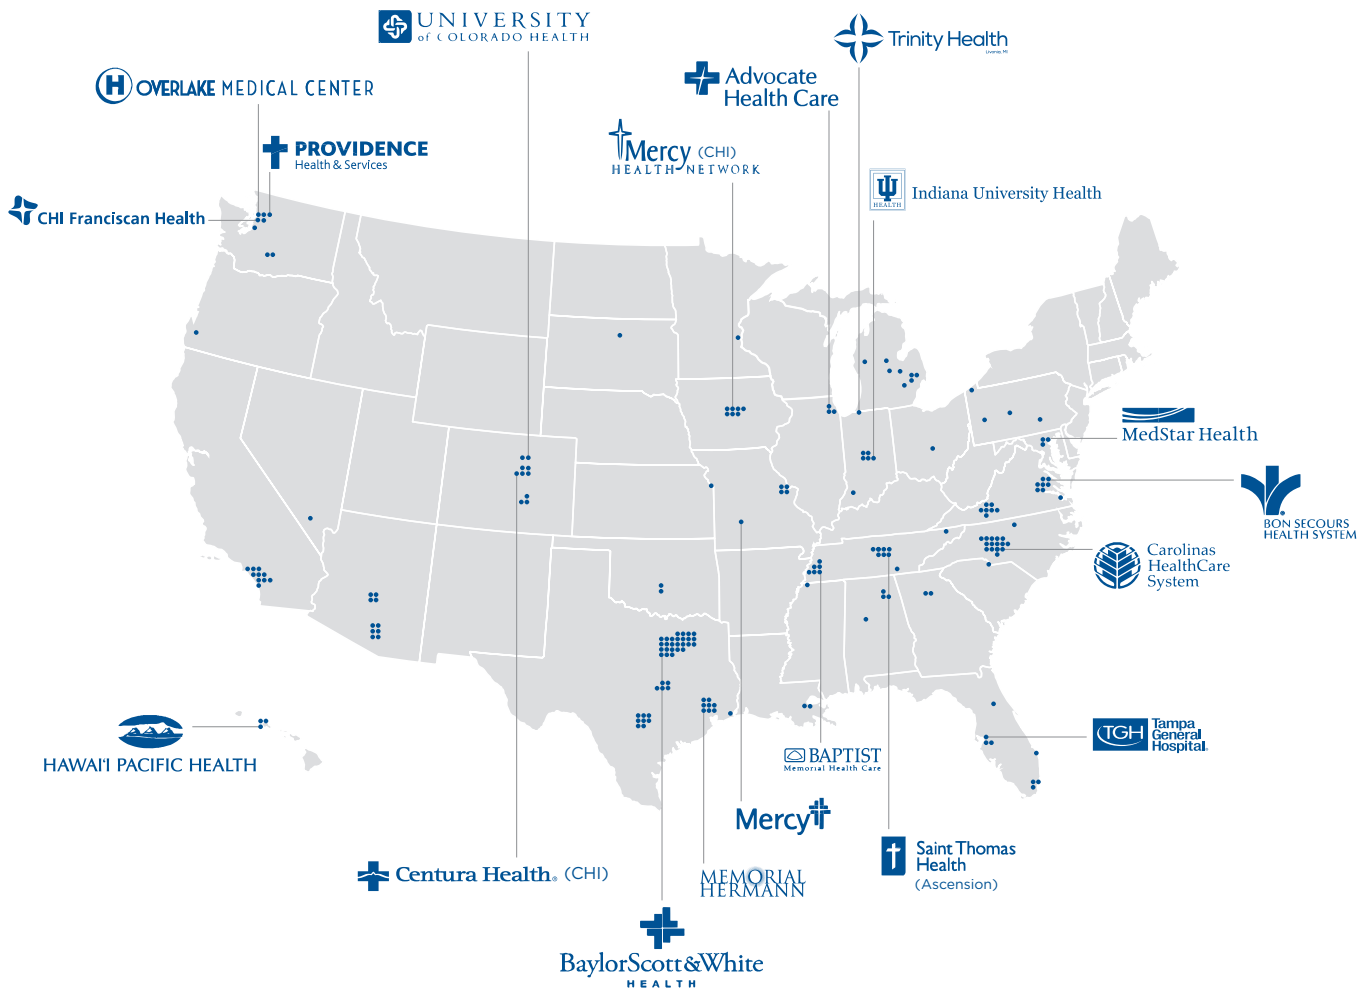 UNIVERSITY
of COLORADO HEALTH
Trinity Health
Livonia, MI
Advocate
Health Care
H OVERLAKE MEDICAL CENTER
PROVIDENCE
Health & Services
Mercy (CHI)
HEALTH NETWORK
HEALTH
Indiana University Health
CHI Franciscan Health
MedStar Health
BON SECOURS
HEALTH SYSTEM
Carolinas
HealthCare
System
HAWAI'I PACIFIC HEALTH
TGH
Tampa
General
Hospital
BAPTIST
Memorial Health Care
Mercy
Saint Thomas
Health
(Ascension)
Centura Health® (CHI)
MEMORIAL
HERMANN
BaylorScott&White
HEALTH